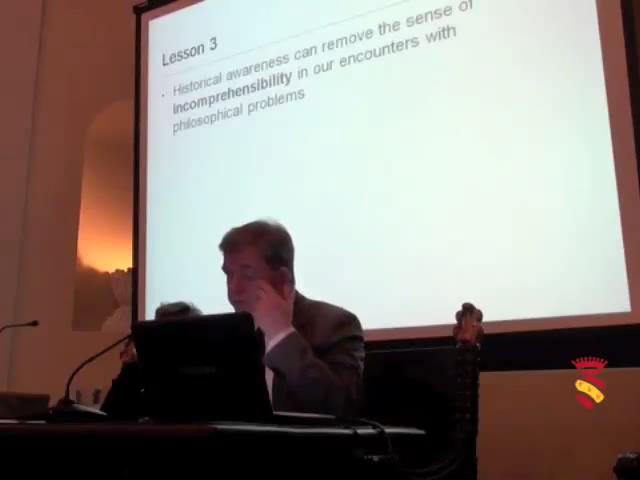 Lesson 3
• Historical awareness can remove the sense of
incomprehensibility in our encounters with
philosophical problems